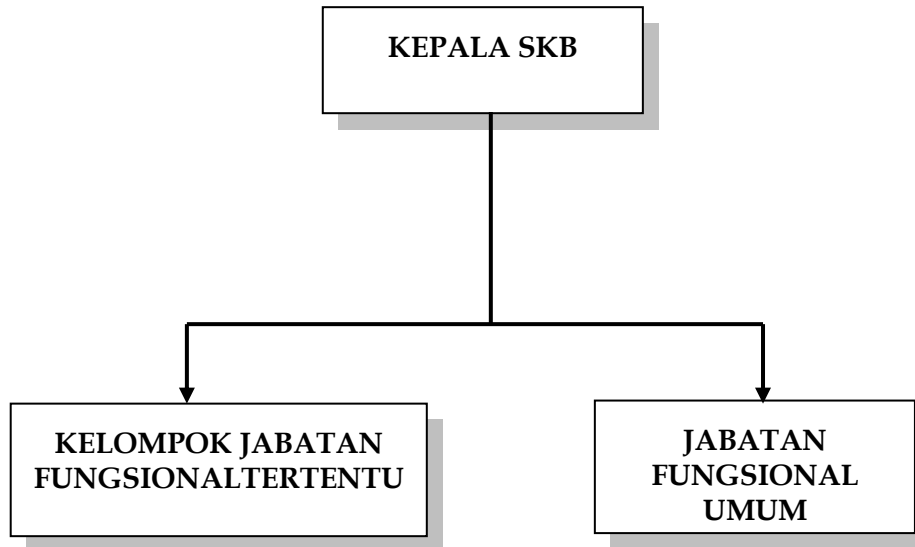 KEPALA SKB
KELOMPOK JABATAN
FUNGSIONALTERTENTU
JABATAN
FUNGSIONAL
UMUM